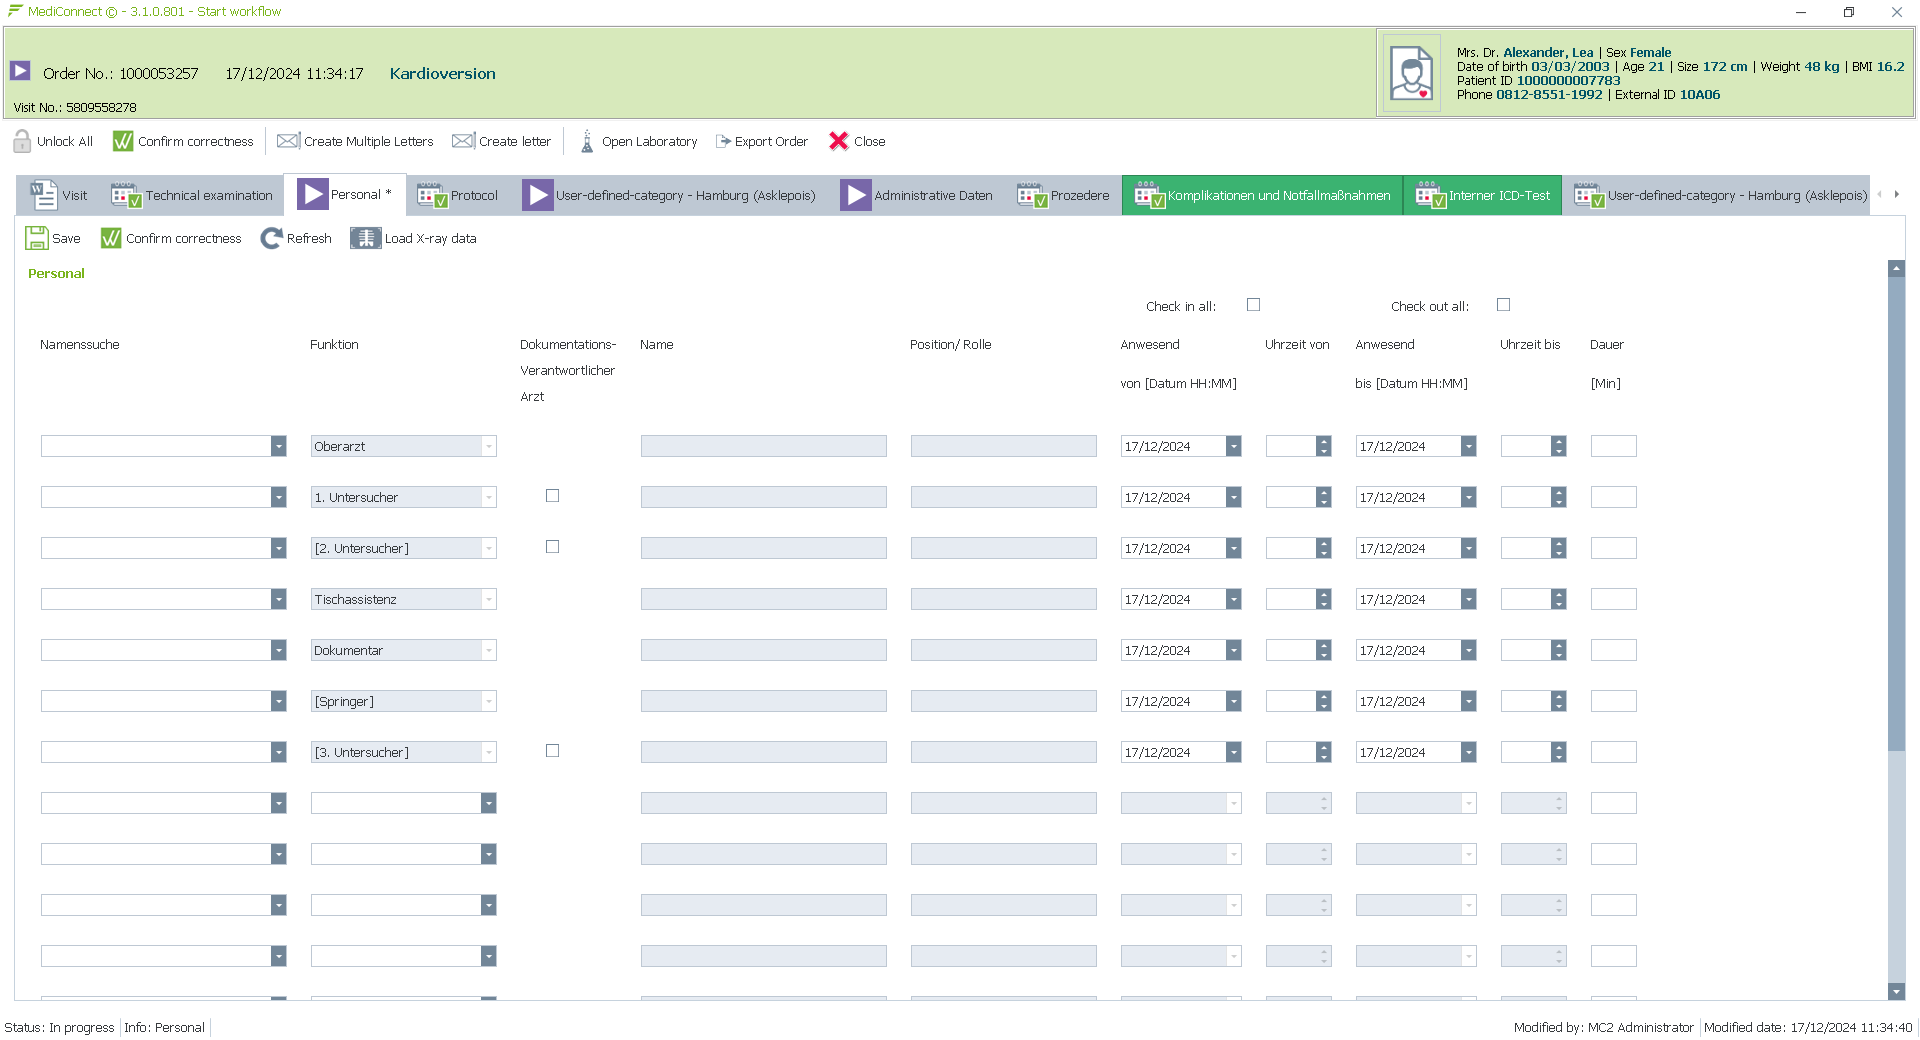 MediConnect © - 3.1.0.801 - Start workflow
Order No.: 1000053257 17/12/2024 11:34:17 Kardioversion
Visit No.: 5809558278
Mrs. Dr. Alexander, Lea | Sex Female
Date of birth 03/03/2003 | Age 21 | Size 172 cm | Weight 48 kg | BMI 16.2
Patient ID 1000000007783
Phone 0812-8551-1992 | External ID 10A06
Unlock All Confirm correctness Create Multiple Letters Create letter Open Laboratory Export Order Close
Visit Technical examination Personal * Protocol User-defined-category - Hamburg (Asklepois) Administrative Daten Prozedere Komplikationen und Notfallmaßnahmen Interner ICD-Test User-defined-category - Hamburg (Asklepois)
Save Confirm correctness Refresh Load X-ray data
Personal
Check in all: Check out all:
Namenssuche Funktion Dokumentations- Name Position/ Rolle Anwesend Uhrzeit von Anwesend Uhrzeit bis Dauer
Verantwortlicher
von [Datum HH:MM] bis [Datum HH:MM] [Min]
Arzt
Oberarzt 17/12/2024 17/12/2024
1. Untersucher 17/12/2024 17/12/2024
[2. Untersucher] 17/12/2024 17/12/2024
Tischassistenz 17/12/2024 17/12/2024
Dokumentar 17/12/2024 17/12/2024
[Springer] 17/12/2024 17/12/2024
[3. Untersucher] 17/12/2024 17/12/2024
Status: In progress Info: Personal Modified by: MC2 Administrator Modified date: 17/12/2024 11:34:40